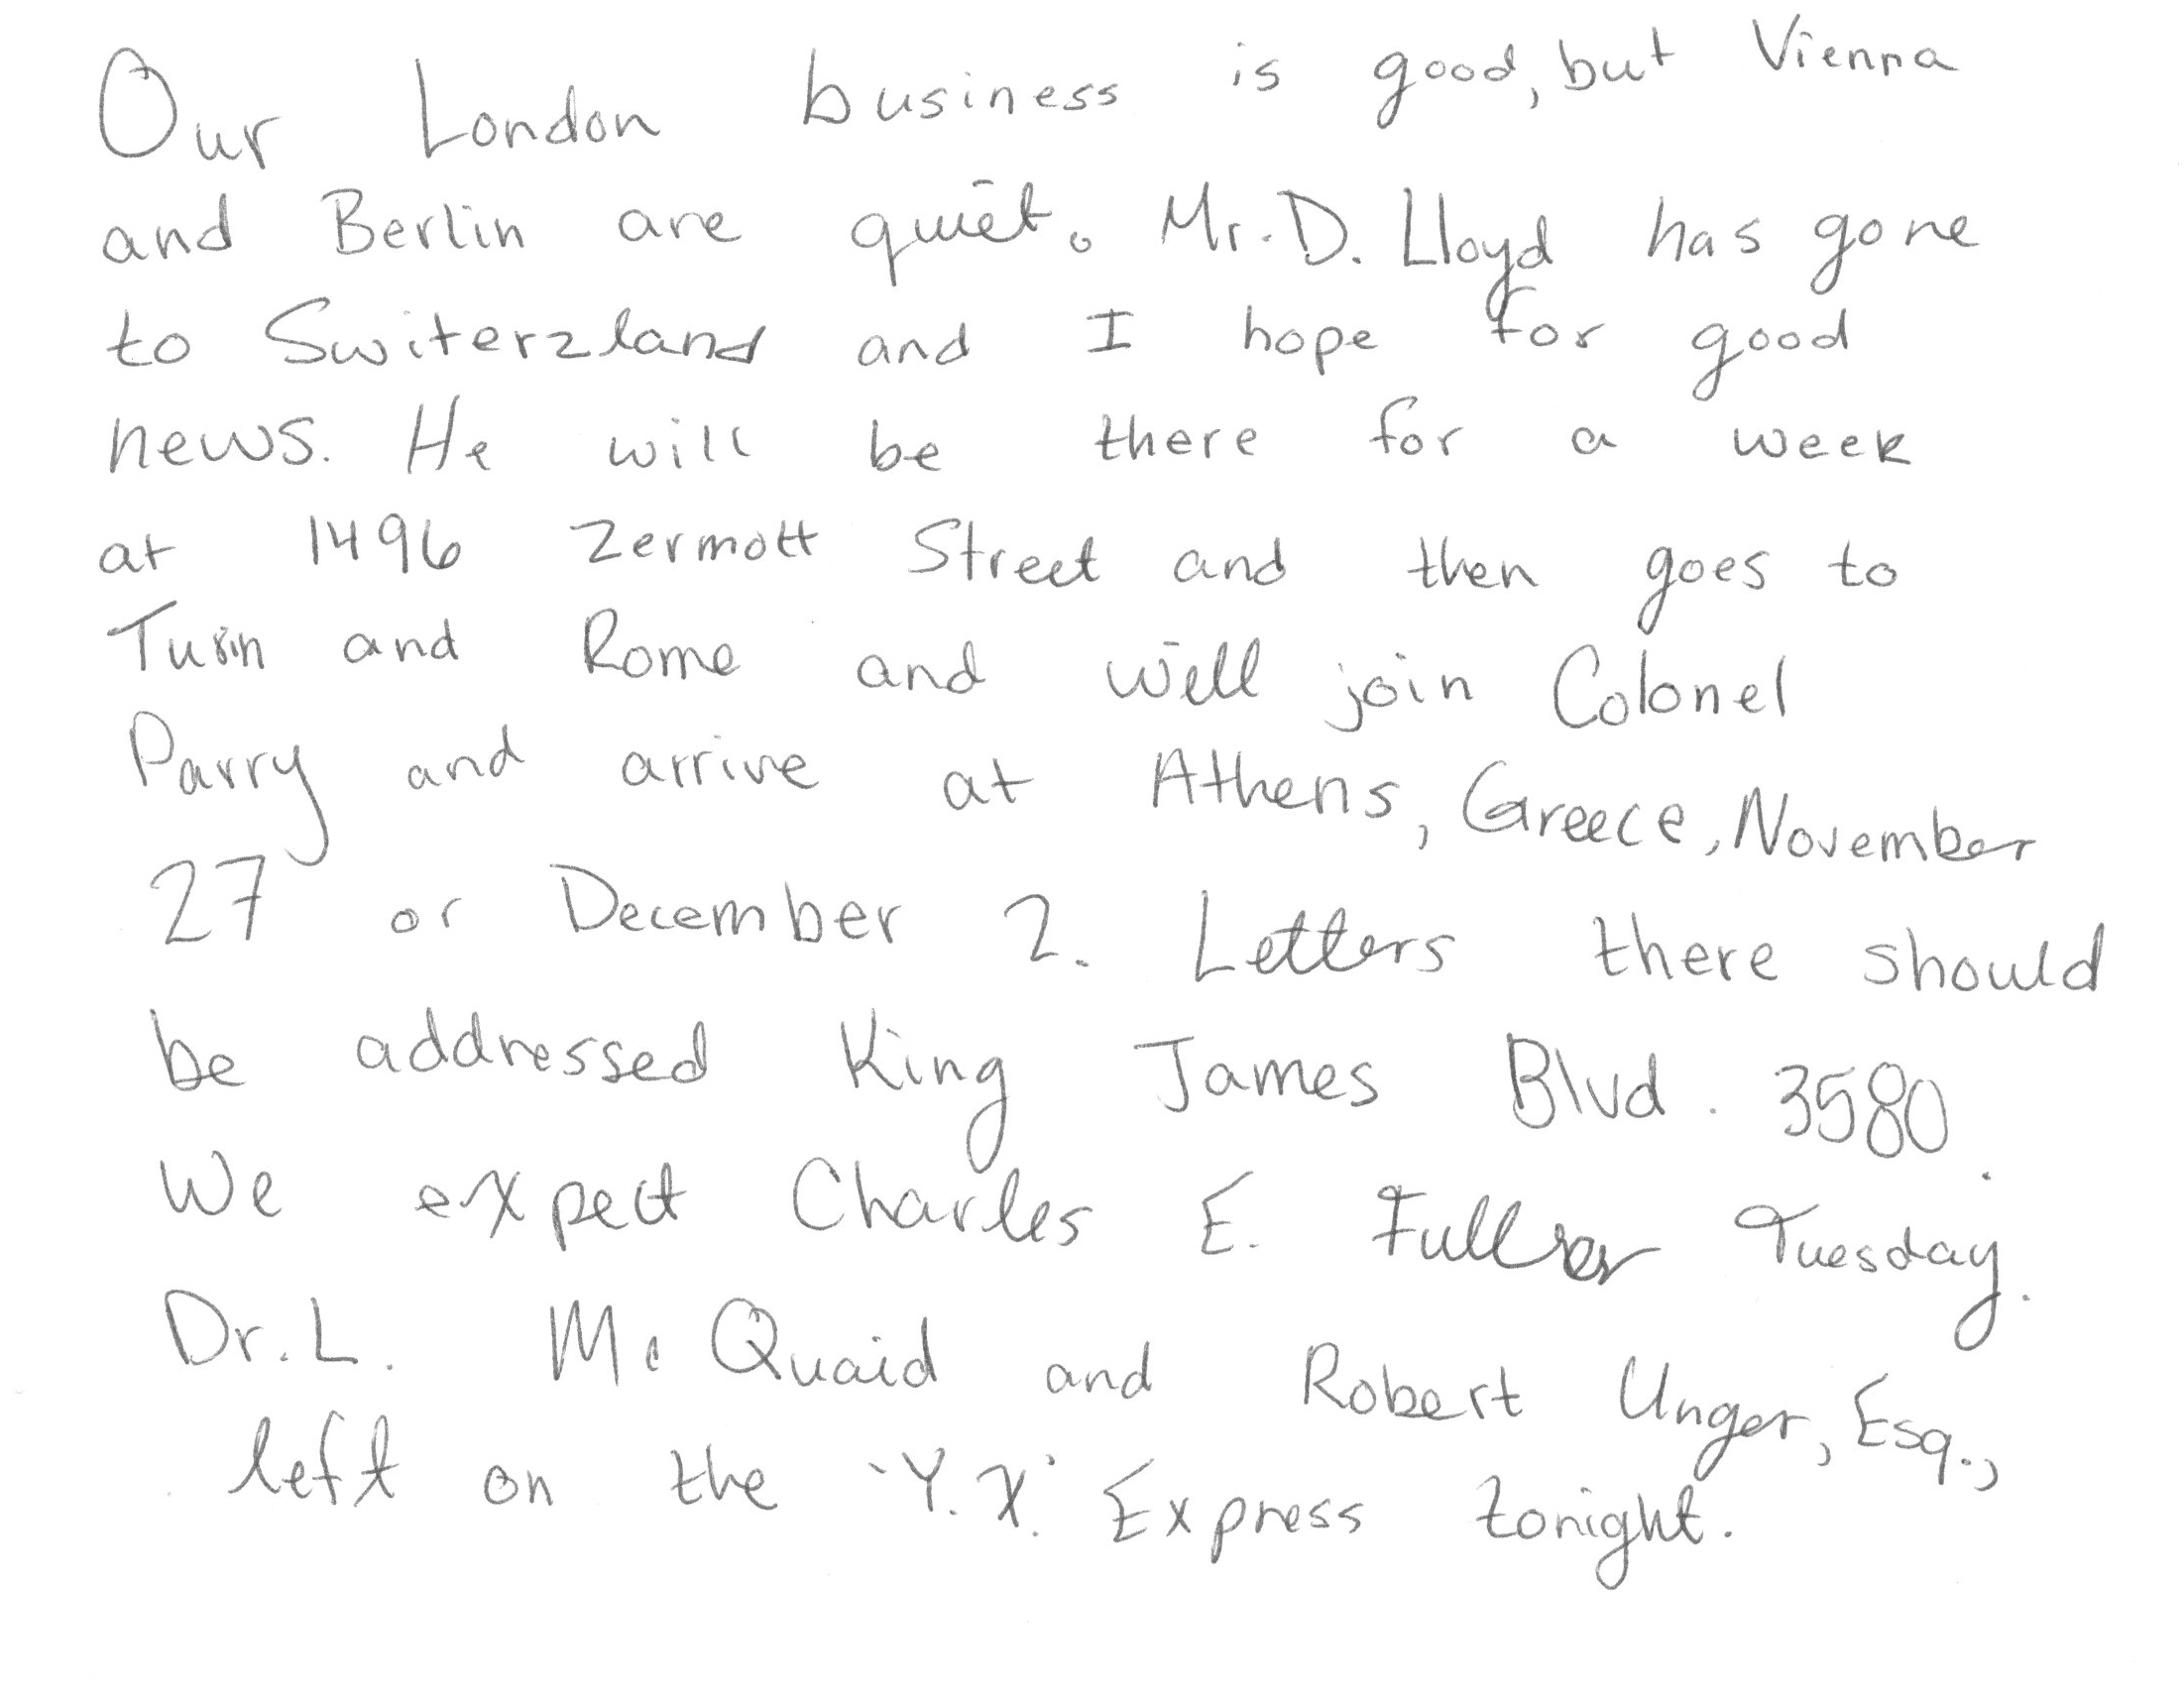 Our London business is good, but Vienna
and Berlin are quiet. Mr. D. Lloyd has gone
to Switerzland and I hope for good
news. He will be there for a week
at 1496 Zermott Street and then goes to
Turin and Rome and will join Colonel
Parry and arrive at Athens, Greece, November
27 or December 2. Letters there should
be addressed King James Blvd. 3580.
We expect Charles E. Fuller Tuesday.
Dr. L. Mc Quaid and Robert Unger, Esq.,
left on the 'Y.X.' Express tonight.